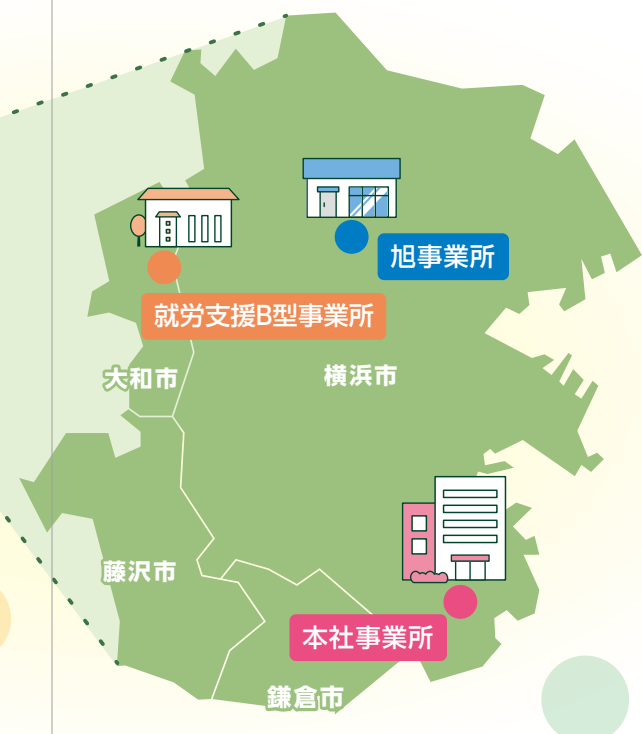 旭事業所
就労支援B型事業所
大和市
横浜市
藤沢市
本社事業所
鎌倉市